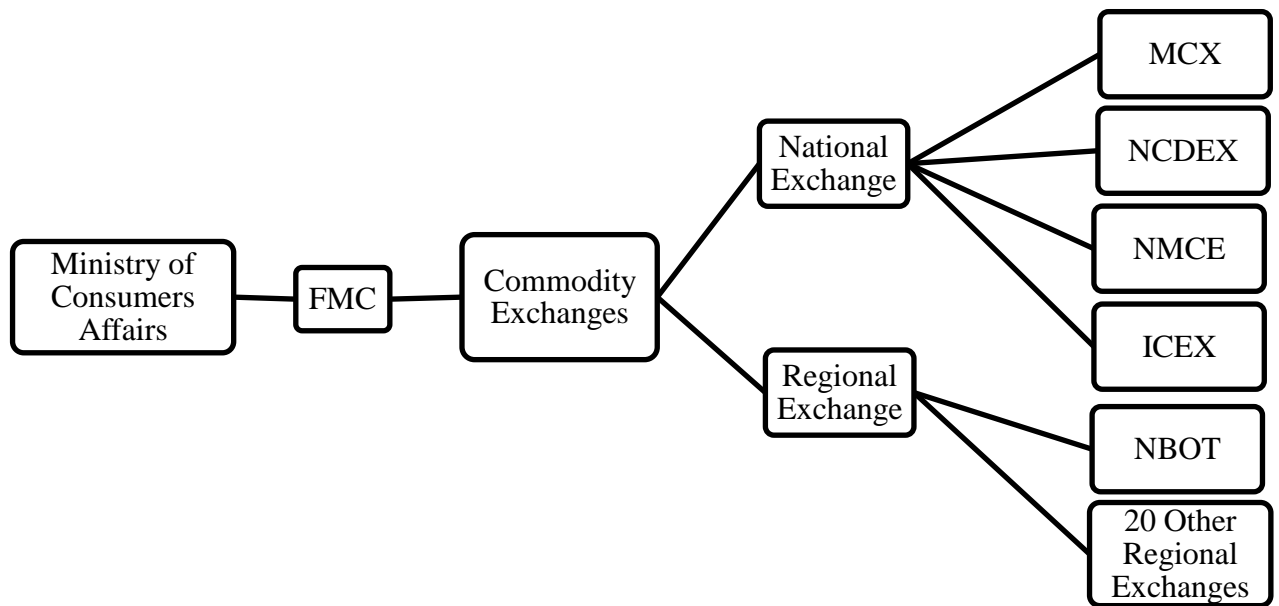 Ministry of
Consumers
Affairs
FMC
Commodity
Exchanges
National
Exchange
Regional
Exchange
MCX
NCDEX
NMCE
ICEX
NBOT
20 Other
Regional
Exchanges